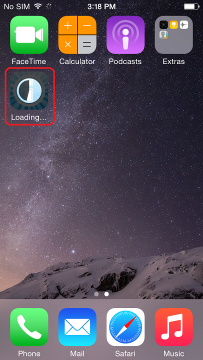 No SIM 3:18 PM
FaceTime Calculator Podcasts Extras
Loading...
Phone Mail Safari Music